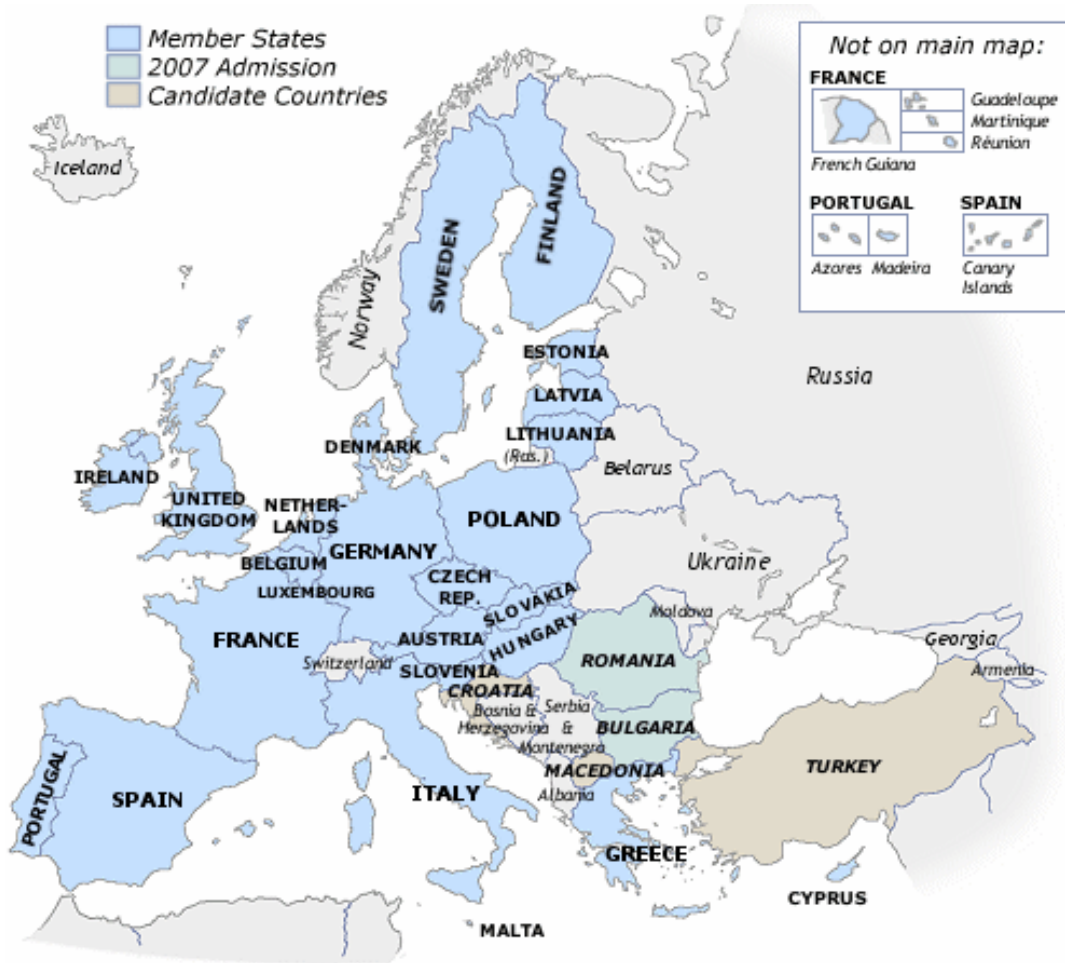 Member States
2007 Admission
Candidate Countries
Not on main map:
FRANCE
Guadeloupe
Martinique
Réunion
French Guiana
PORTUGAL
SPAIN
Azores
Madeira
Canary
Islands
Iceland
Norway
SWEDEN
FINLAND
Russia
ESTONIA
LATVIA
LITHUANIA
(Rus.)
DENMARK
Belarus
IRELAND
UNITED
KINGDOM
NETHER-
LANDS
POLAND
GERMANY
BELGIUM
LUXEMBOURG
CZECH
REP.
SLOVAKIA
Ukraine
Moldova
FRANCE
AUSTRIA
HUNGARY
Switzerland
SLOVENIA
ROMANIA
Georgia
Armenia
CROATIA
Bosnia &
Herzegovina
Serbia
&
Montenegro
BULGARIA
MACEDONIA
Albania
TURKEY
PORTUGAL
SPAIN
ITALY
GREECE
CYPRUS
MALTA